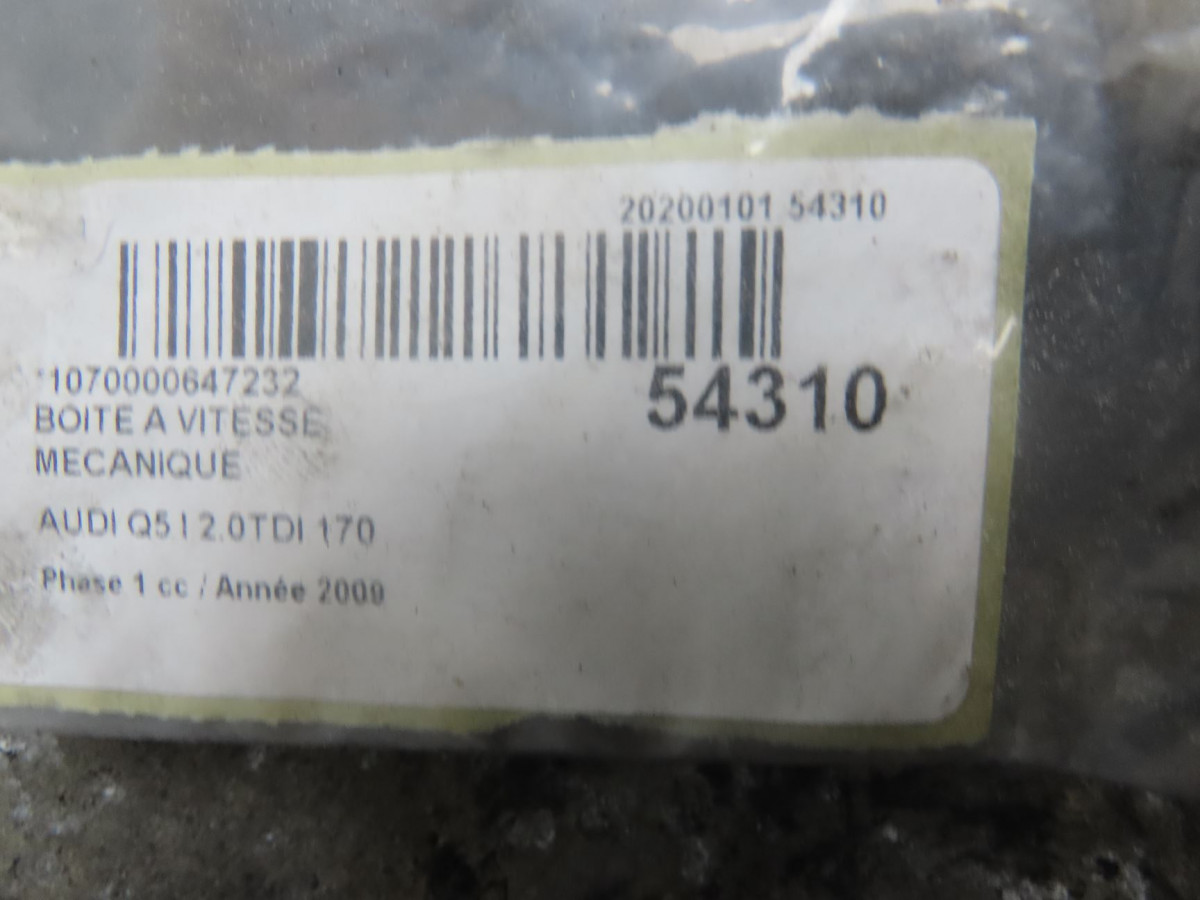 20200101 54310
*1070000647232
54310
BOITE A VITESSE
MECANIQUE
AUDI Q5 I 2.0TDI 170
Phase 1 cc / Année 2009